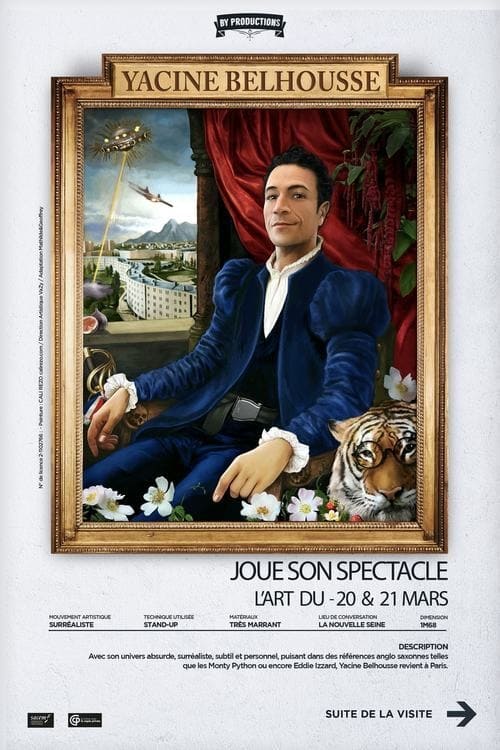 BY PRODUCTIONS
YACINE BELHOUSSE
JOUE SON SPECTACLE
L'ART DU - 20 & 21 MARS
MOUVEMENT ARTISTIQUE
SURRÉALISTE
TECHNIQUE UTILISÉE
STAND-UP
MATÉRIAUX
TRÈS MARRANT
LIEU DE CONVERSATION
LA NOUVELLE SEINE
DIMENSION
1M68
DESCRIPTION
Avec son univers absurde, surréaliste, subtil et personnel, puisant dans des références anglo saxonnes telles
que les Monty Python ou encore Eddie Izzard, Yacine Belhousse revient à Paris.
sacem
SUITE DE LA VISITE